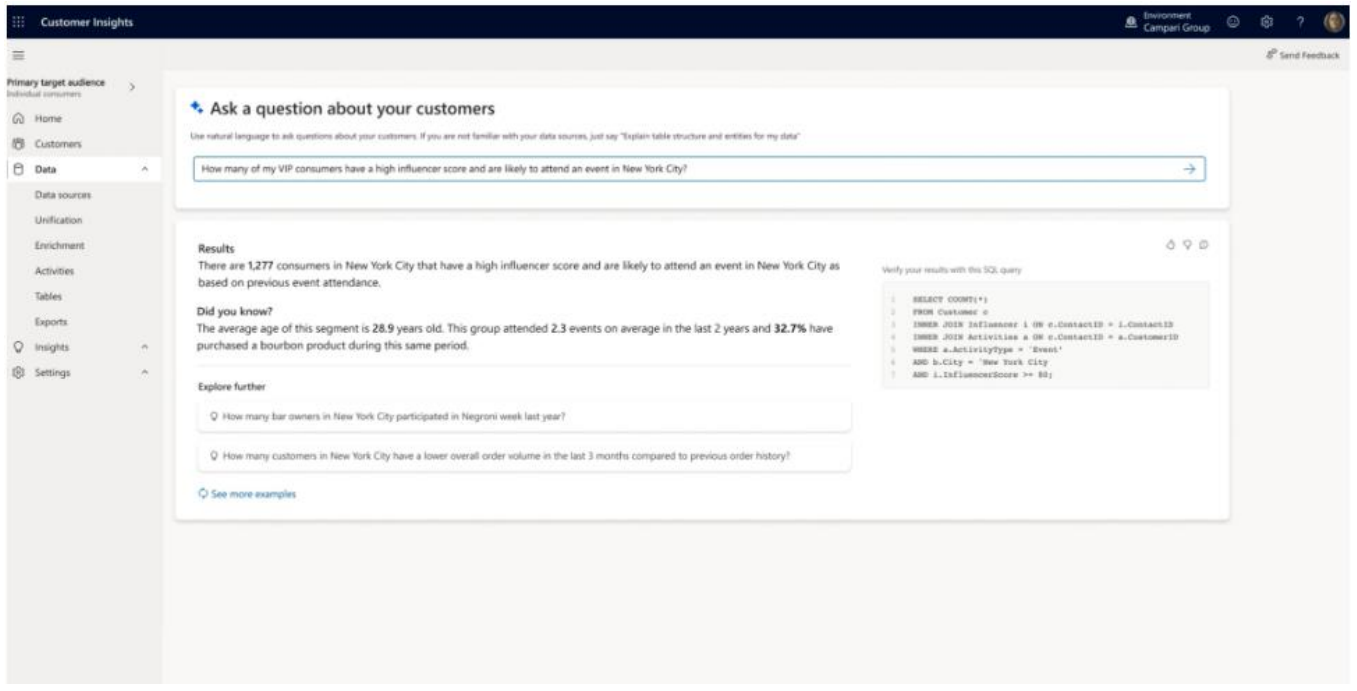 Customer Insights
Environment
Campari Group
Send Feedback
Primary target audience
Individual consumers
Home
Customers
Data
Data sources
Unification
Enrichment
Activities
Tables
Exports
Insights
Settings
Ask a question about your customers
Use natural language to ask questions about your customers. If you are not familiar with your data sources, just say "Explain table structure and entities for my data"
How many of my VIP consumers have a high influencer score and are likely to attend an event in New York City?
Results
There are 1,277 consumers in New York City that have a high influencer score and are likely to attend an event in New York City as
based on previous event attendance.
Did you know?
The average age of this segment is 28.9 years old. This group attended 2.3 events on average in the last 2 years and 32.7% have
purchased a bourbon product during this same period.
Explore further
How many bar owners in New York City participated in Negroni week last year?
How many customers in New York City have a lower overall order volume in the last 3 months compared to previous order history?
See more examples
Verify your results with this SQL query
1 SELECT COUNT(*)
2 FROM Customer c
3 INNER JOIN Influencer i ON c.ContactID = i.ContactID
4 INNER JOIN Activities a ON c.ContactID = a.CustomerID
5 WHERE a.ActivityType = 'Event'
6 AND b.City = 'New York City
7 AND i.InfluencerScore >= 80;